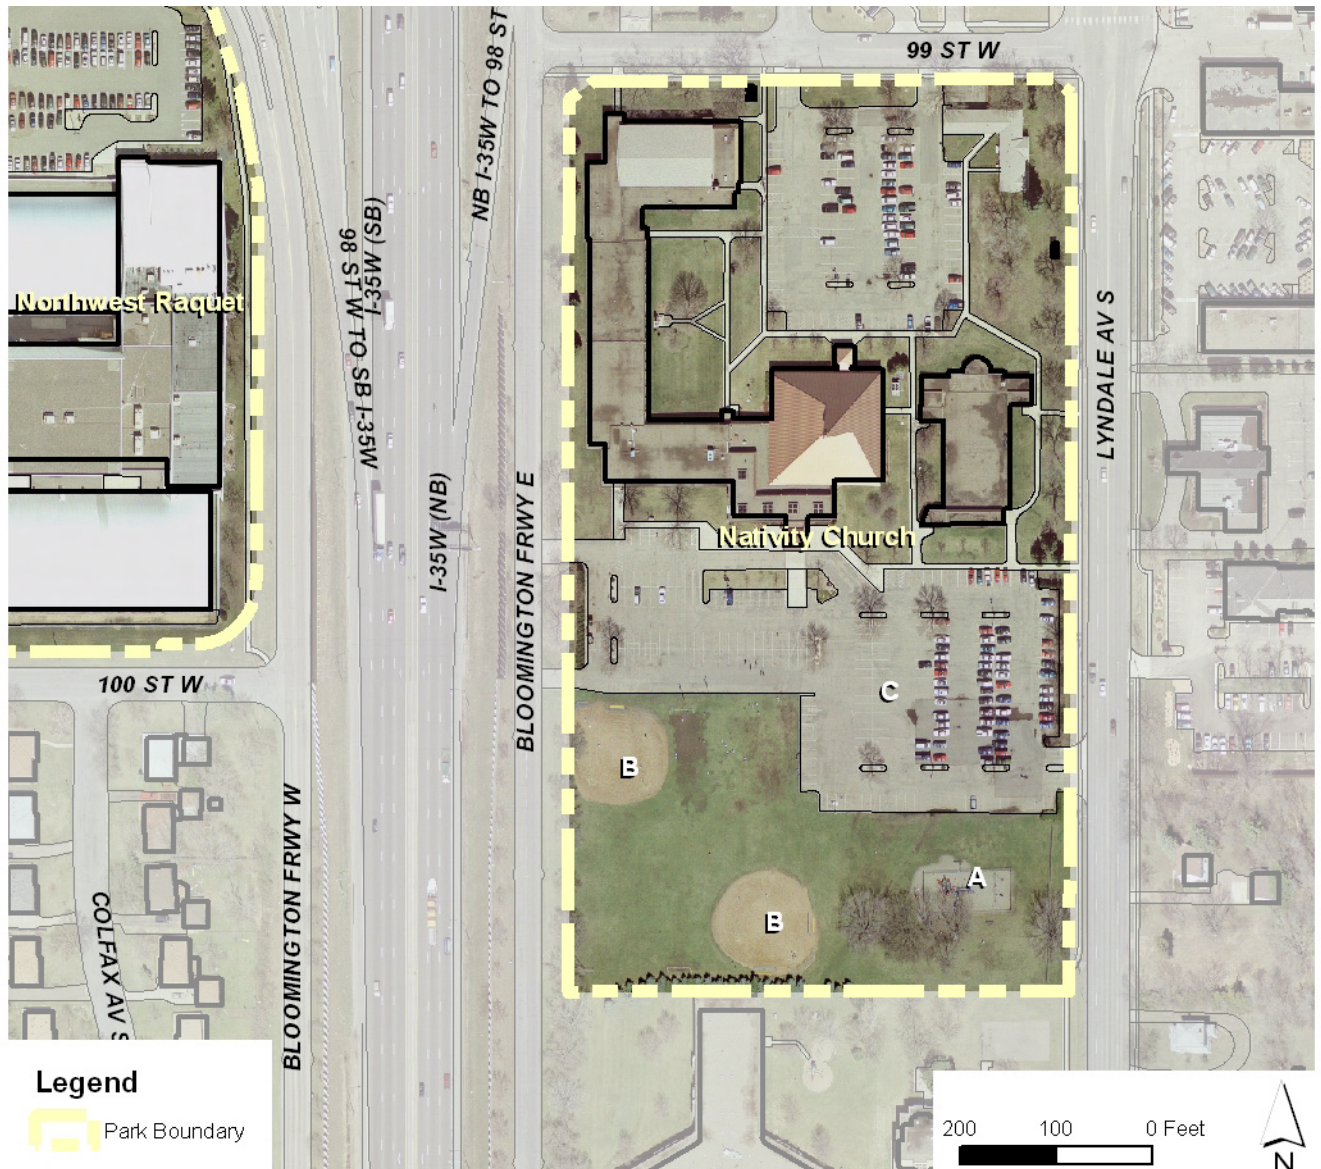 99 ST W
NB I-35W TO 98 ST
I-35W (SB)
98 ST W TO SB I-35W
Northwest Raquet
LYNDALE AV S
I-35W (NB)
BLOOMINGTON FRWY E
Nativity Church
100 ST W
C
B
A
B
BLOOMINGTON FRWY W
COLFAX AV S
Legend
Park Boundary
200 100 0 Feet
N